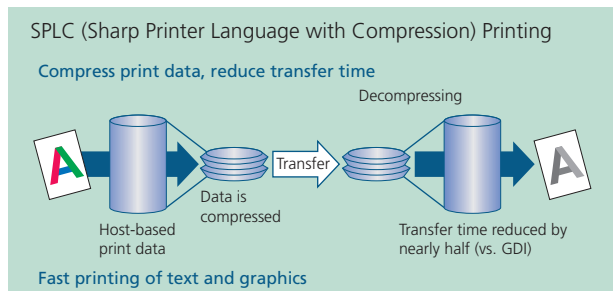 SPLC (Sharp Printer Language with Compression) Printing
Compress print data, reduce transfer time
Decompressing
A
Transfer
A
Data is
compressed
Host-based
print data
Transfer time reduced by
nearly half (vs. GDI)
Fast printing of text and graphics